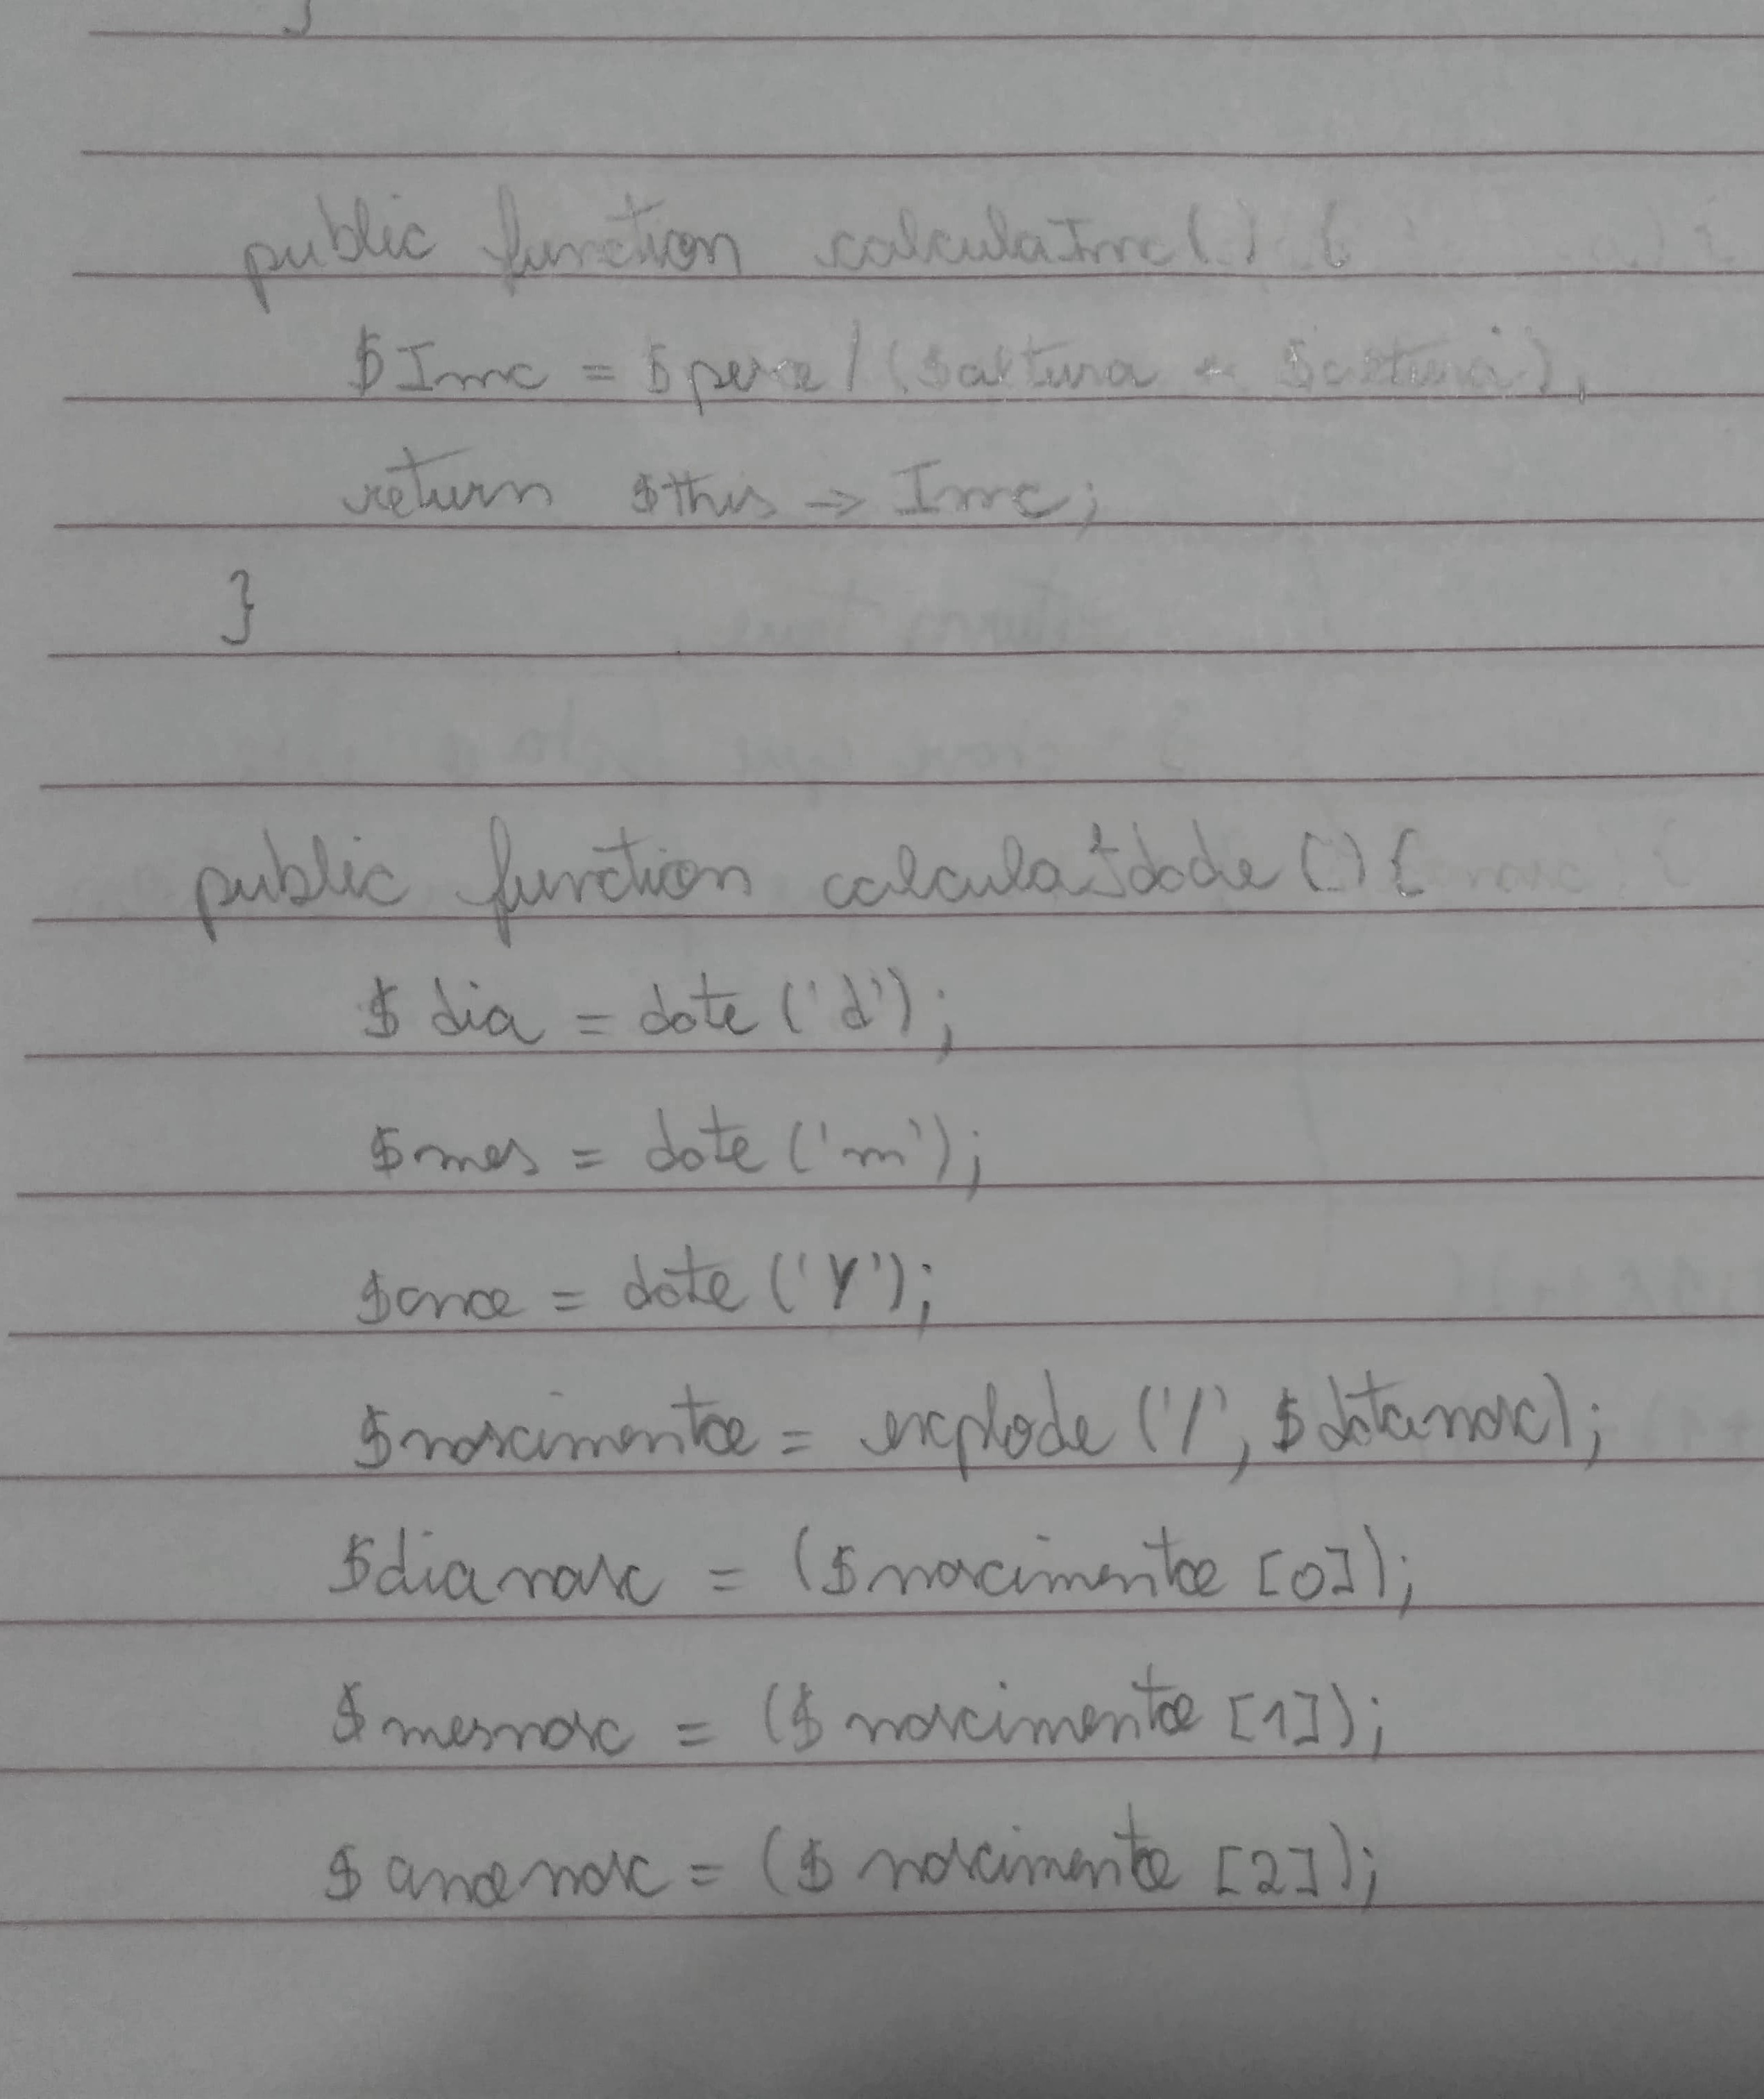 }
public function calculaImc() {
$Imc = $peso / ($altura * $altura);
return $this -> Imc;
}
public function calculaIdade () {
$dia = date ('d');
$mes = date ('m');
$ano = date ('Y');
$nascimento = explode ('/', $datanasc);
$dianasc = ($nascimento [0]);
$mesnasc = ($nascimento [1]);
$anonasc = ($nascimento [2]);